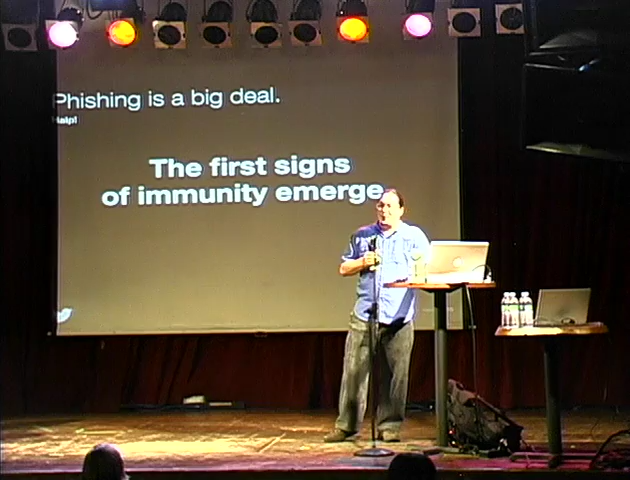 Phishing is a big deal.
Halp!
The first signs
of immunity emerge